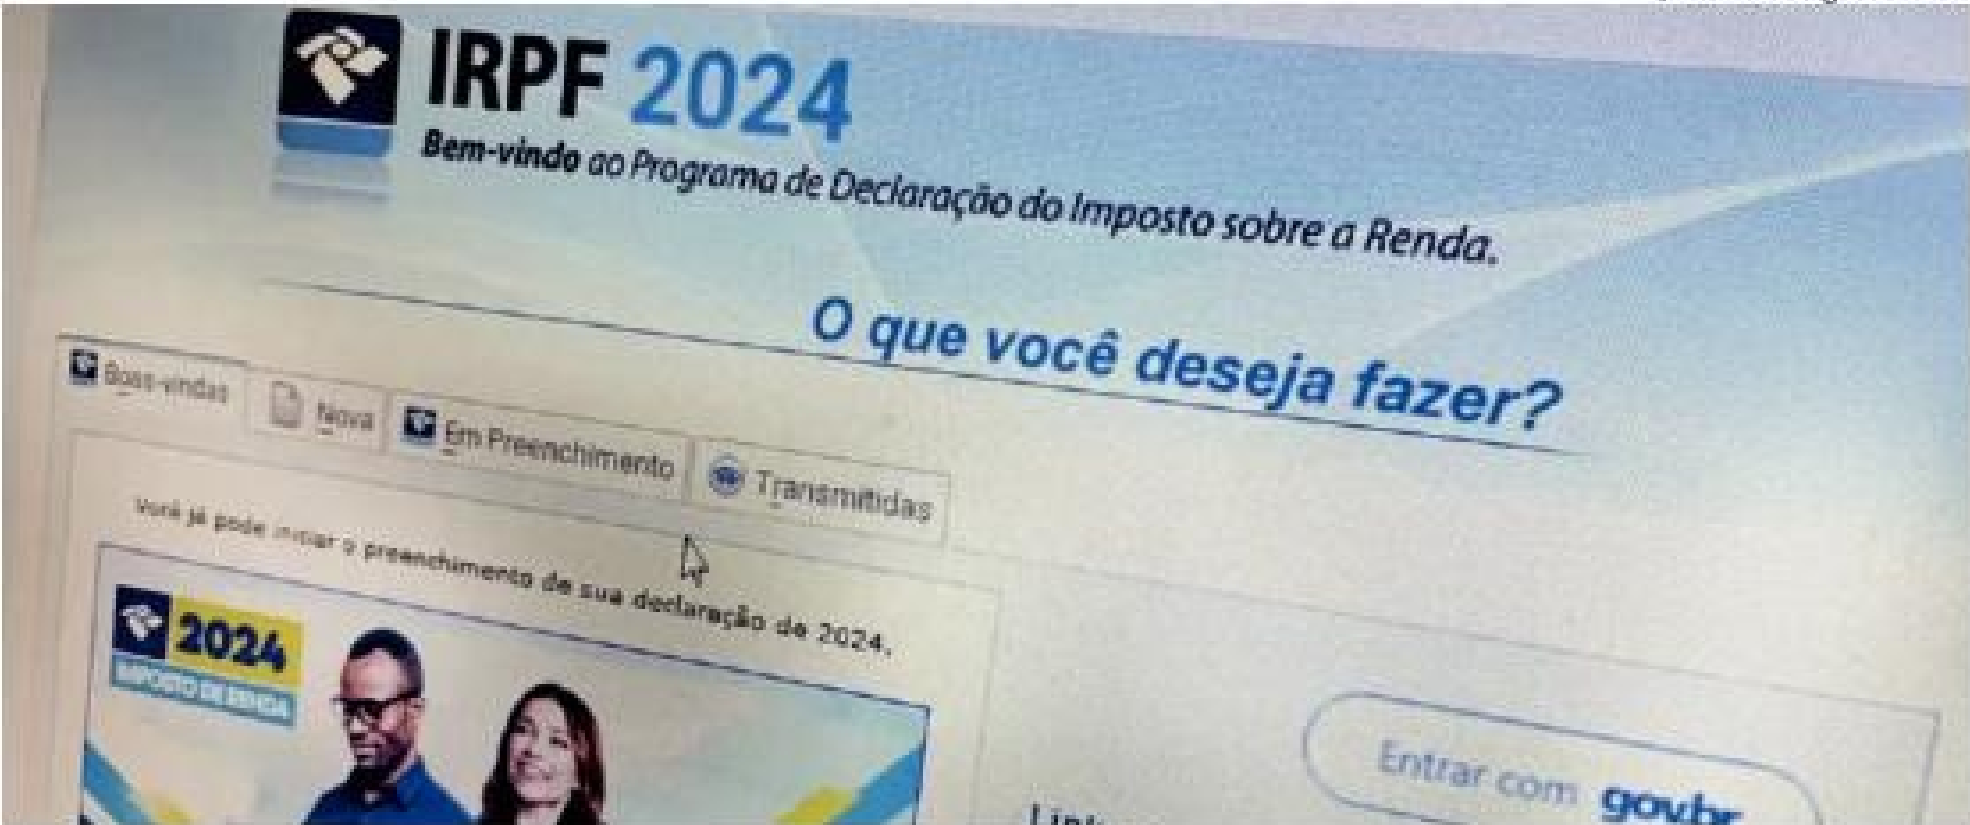 IRPF 2024
Bem-vindo ao Programa de Declaração do Imposto sobre a Renda.
O que você deseja fazer?
Boas-vindas Nova Em Preenchimento Transmitidas
Você já pode iniciar o preenchimento de sua declaração de 2024.
2024
IMPOSTO DE RENDA
Entrar com gov.br